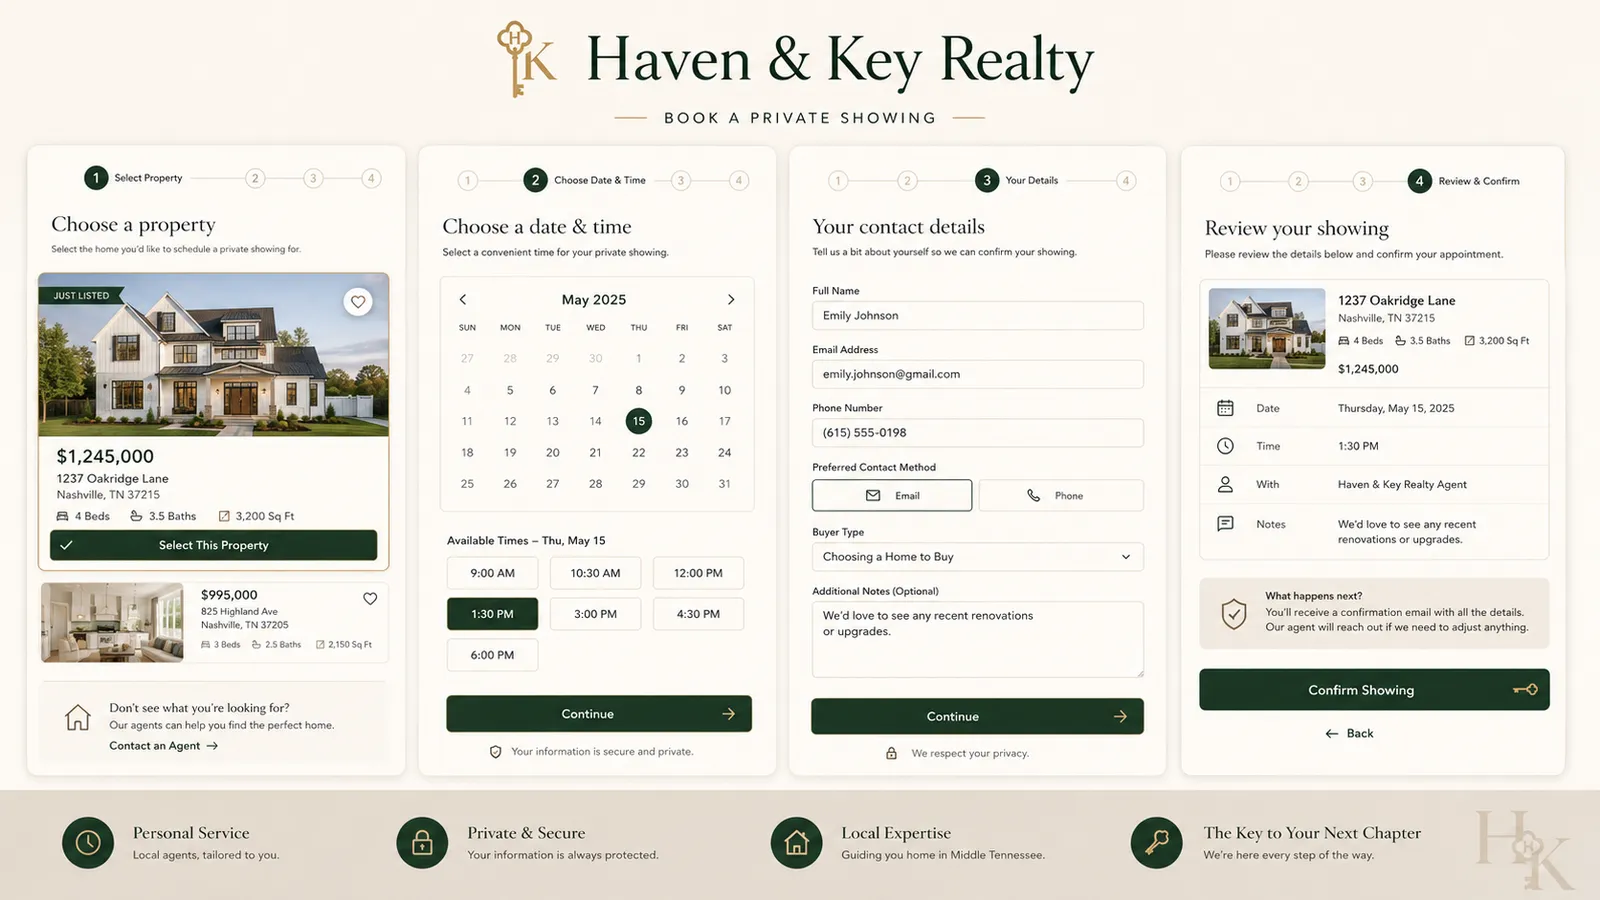 HK
Haven & Key Realty
BOOK A PRIVATE SHOWING
1 Select Property 2 3 4
Choose a property
Select the home you'd like to schedule a private showing for.
JUST LISTED
$1,245,000
1237 Oakridge Lane
Nashville, TN 37215
4 Beds 3.5 Baths 3,200 Sq Ft
Select This Property
$995,000
825 Highland Ave
Nashville, TN 37205
3 Beds 2.5 Baths 2,150 Sq Ft
Don't see what you're looking for?
Our agents can help you find the perfect home.
Contact an Agent →
1 2 Choose Date & Time 3 4
Choose a date & time
Select a convenient time for your private showing.
May 2025
SUN MON TUE WED THU FRI SAT
27 28 29 30 1 2 3
4 5 6 7 8 9 10
11 12 13 14 15 16 17
18 19 20 21 22 23 24
25 26 27 28 29 30 31
Available Times – Thu, May 15
9:00 AM 10:30 AM 12:00 PM
1:30 PM 3:00 PM 4:30 PM
6:00 PM
Continue →
Your information is secure and private.
1 2 3 Your Details 4
Your contact details
Tell us a bit about yourself so we can confirm your showing.
Full Name
Emily Johnson
Email Address
emily.johnson@gmail.com
Phone Number
(615) 555-0198
Preferred Contact Method
Email Phone
Buyer Type
Choosing a Home to Buy
Additional Notes (Optional)
We'd love to see any recent renovations
or upgrades.
Continue →
We respect your privacy.
1 2 3 4 Review & Confirm
Review your showing
Please review the details below and confirm your appointment.
1237 Oakridge Lane
Nashville, TN 37215
4 Beds 3.5 Baths 3,200 Sq Ft
$1,245,000
Date Thursday, May 15, 2025
Time 1:30 PM
With Haven & Key Realty Agent
Notes We'd love to see any recent
renovations or upgrades.
What happens next?
You'll receive a confirmation email with all the details.
Our agent will reach out if we need to adjust anything.
Confirm Showing
← Back
Personal Service
Local agents, tailored to you.
Private & Secure
Your information is always protected.
Local Expertise
Guiding you home in Middle Tennessee.
The Key to Your Next Chapter
We're here every step of the way.
HHK